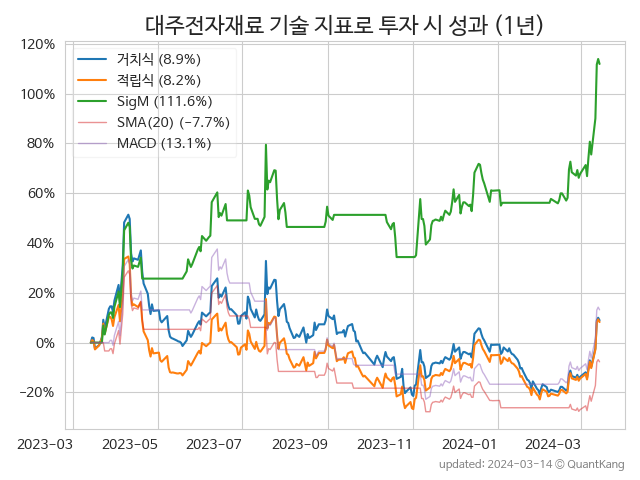 대주전자재료 기술 지표로 투자 시 성과 (1년)
120%
100%
80%
60%
40%
20%
0%
−20%
거치식 (8.9%)
적립식 (8.2%)
SigM (111.6%)
SMA(20) (−7.7%)
MACD (13.1%)
2023-03 2023-05 2023-07 2023-09 2023-11 2024-01 2024-03
updated: 2024-03-14 © QuantKang